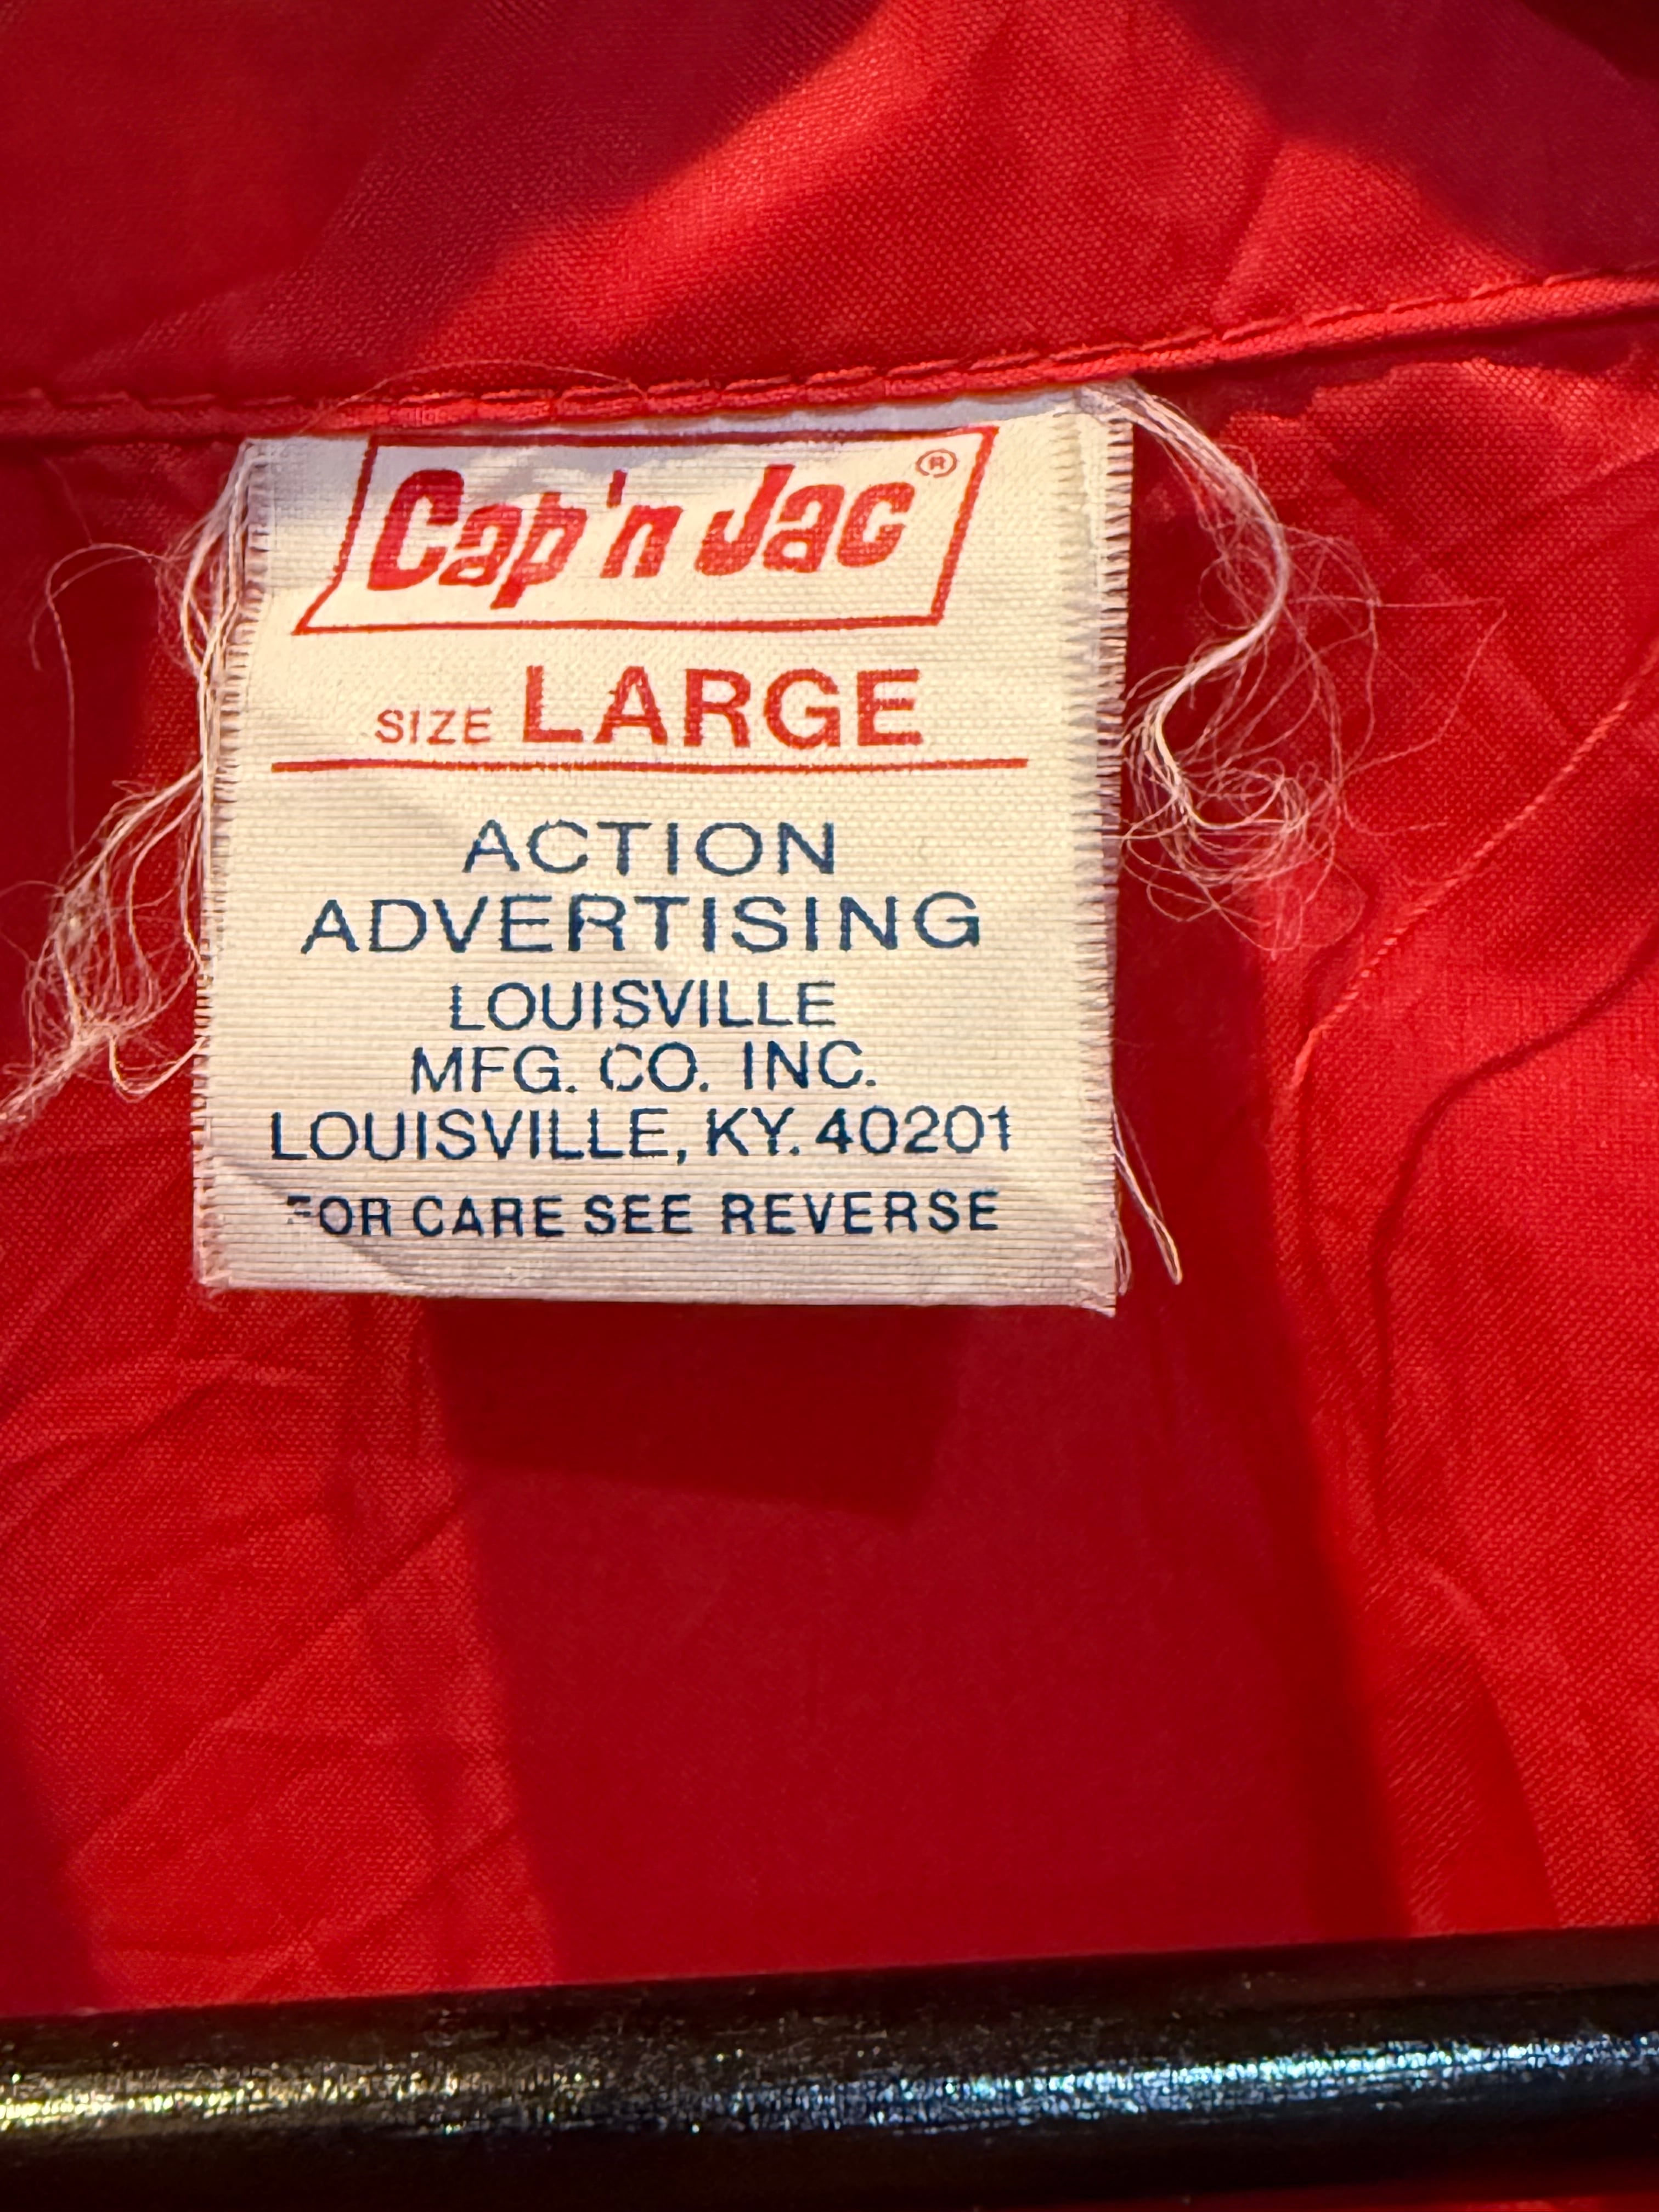 Cap'n Jac®
SIZE LARGE
ACTION
ADVERTISING
LOUISVILLE
MFG. CO. INC.
LOUISVILLE, KY. 40201
FOR CARE SEE REVERSE